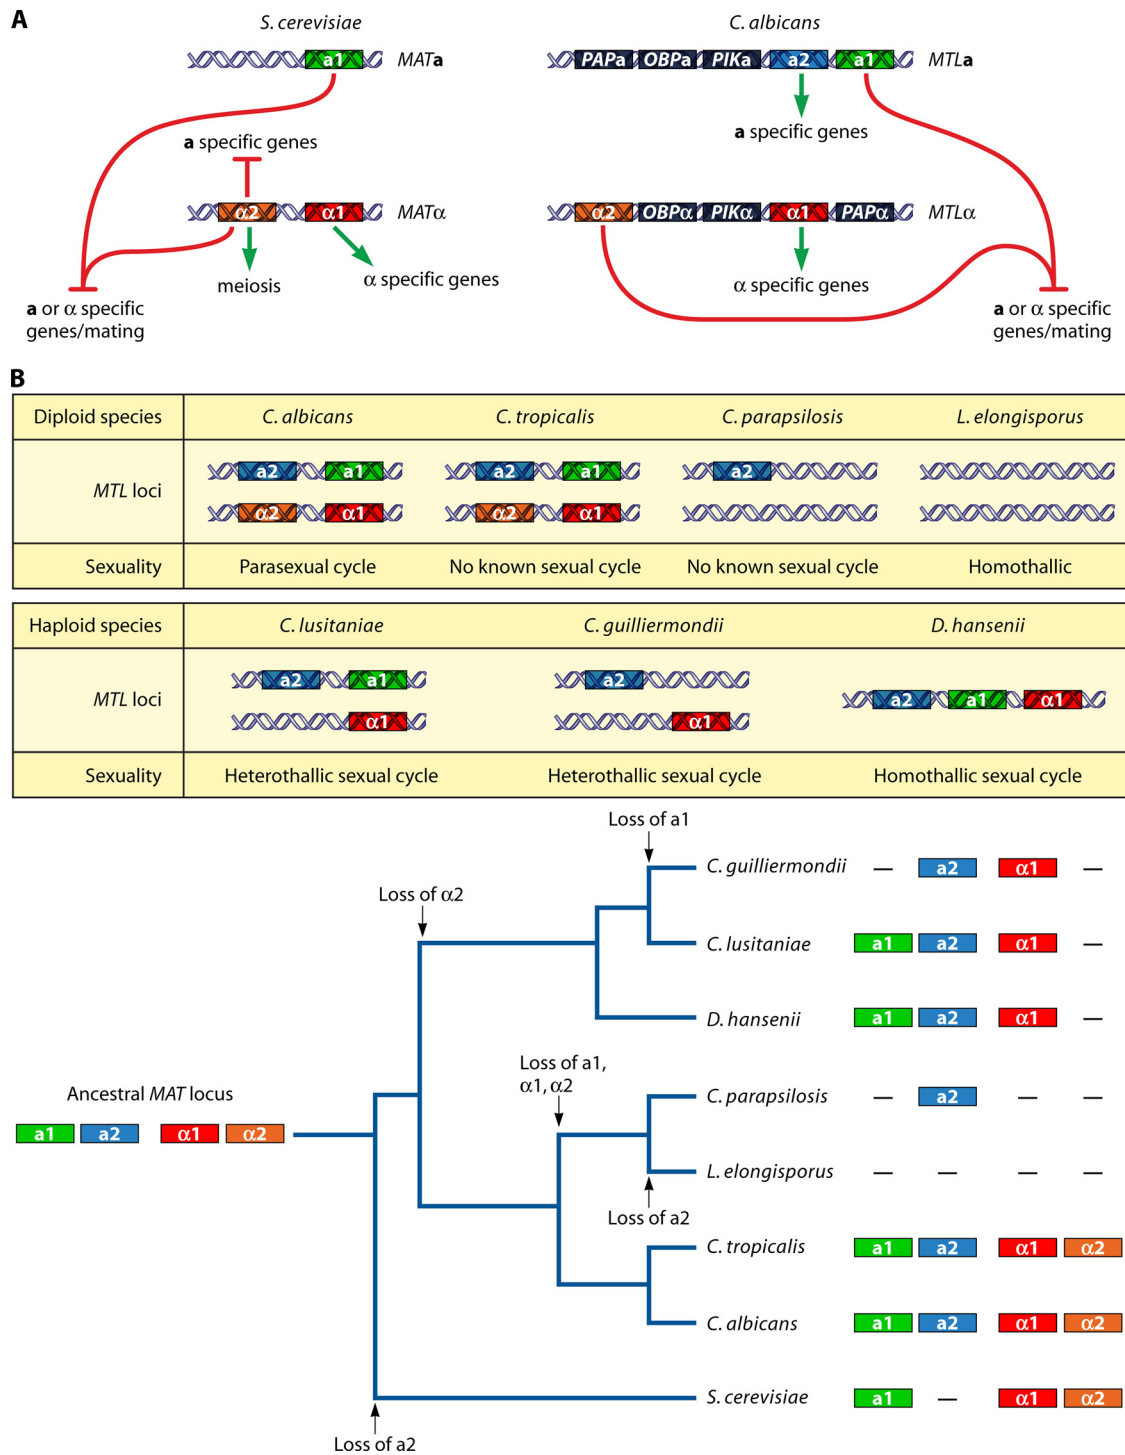 A
S. cerevisiae
C. albicans
a1
MATa
PAPa OBPa PIKa a2 a1
MTLa
a specific genes
a specific genes
α2 α1
MATα
α2 OBPα PIKα α1 PAPα
MTLα
meiosis
α specific genes
α specific genes
a or α specific
genes/mating
a or α specific
genes/mating
B
Diploid species
C. albicans
C. tropicalis
C. parapsilosis
L. elongisporus
MTL loci
a2 a1
a2 a1
a2
α2 α1
α2 α1
Sexuality
Parasexual cycle
No known sexual cycle
No known sexual cycle
Homothallic
Haploid species
C. lusitaniae
C. guilliermondii
D. hansenii
MTL loci
a2 a1
a2
a2 a1 α1
α1
α1
Sexuality
Heterothallic sexual cycle
Heterothallic sexual cycle
Homothallic sexual cycle
Loss of a1
C. guilliermondii — a2 α1 —
Loss of α2
C. lusitaniae a1 a2 α1 —
D. hansenii a1 a2 α1 —
Loss of a1,
α1, α2
Ancestral MAT locus
C. parapsilosis — a2 — —
a1 a2 α1 α2
L. elongisporus — — — —
Loss of a2
C. tropicalis a1 a2 α1 α2
C. albicans a1 a2 α1 α2
S. cerevisiae a1 — α1 α2
Loss of a2